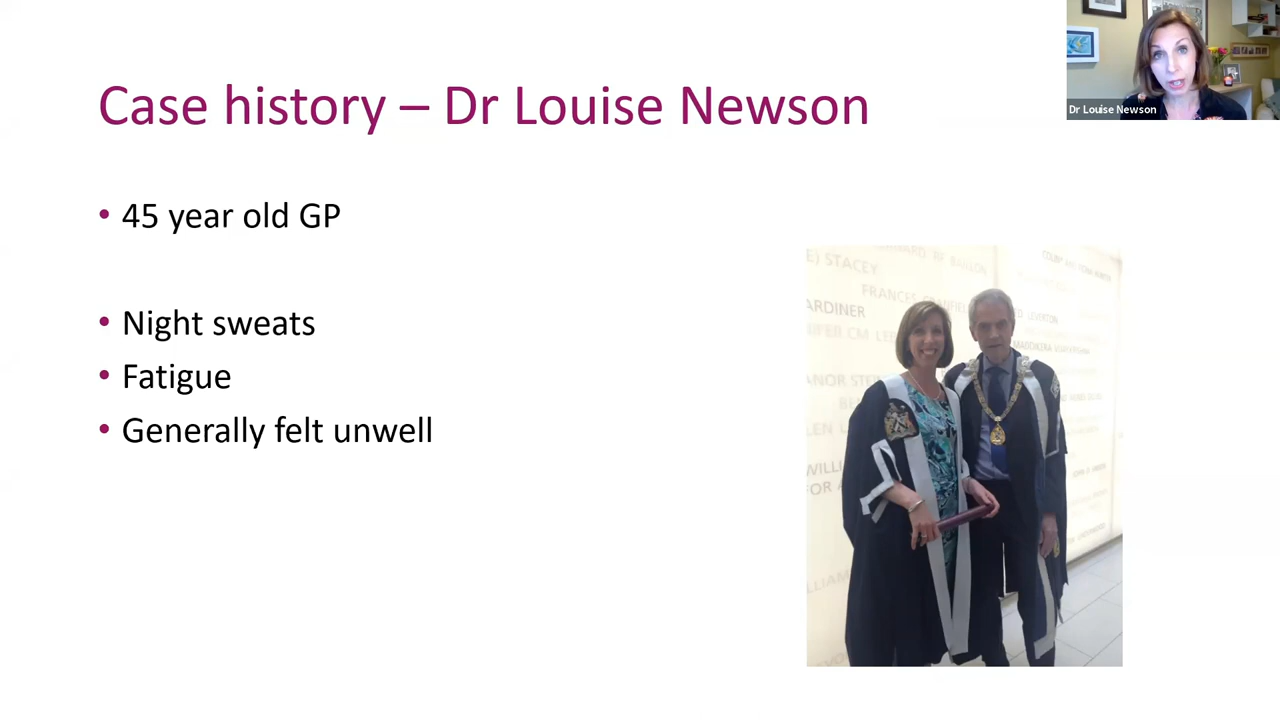 Case history – Dr Louise Newson
Dr Louise Newson
• 45 year old GP
• Night sweats
• Fatigue
• Generally felt unwell
STACEY
ARDINER